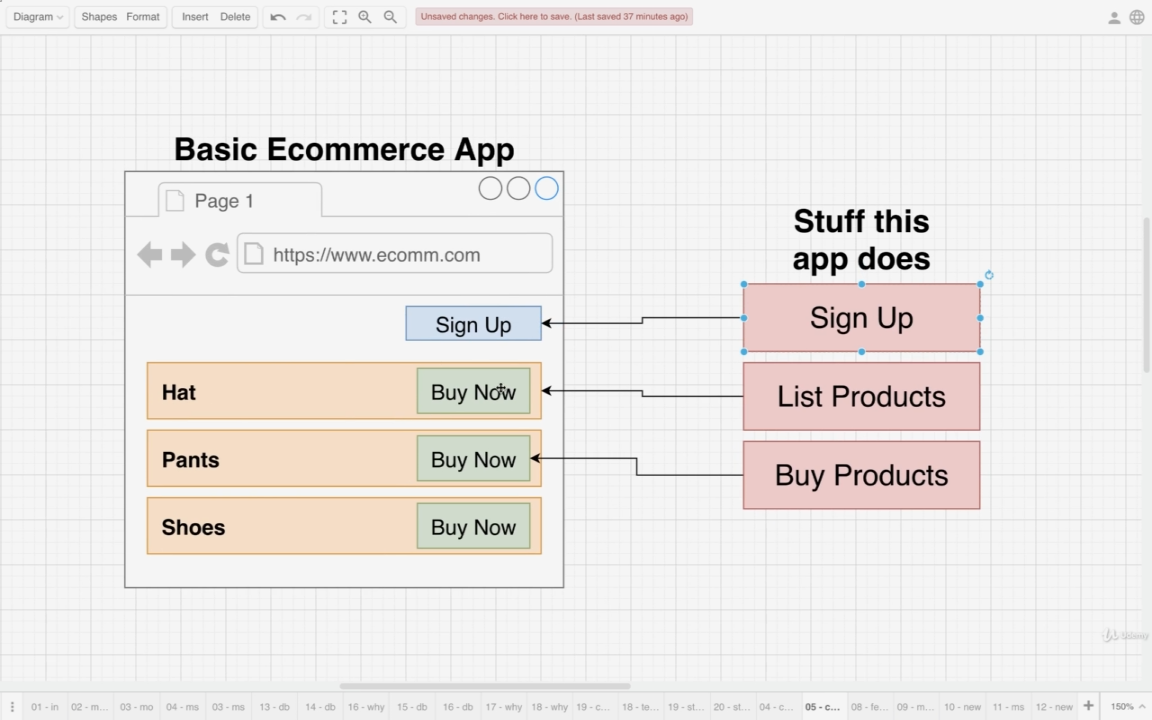 Diagram Shapes Format Insert Delete Unsaved changes. Click here to save. (Last saved 37 minutes ago)
Basic Ecommerce App
Page 1
https://www.ecomm.com
Sign Up
Hat Buy Now
Pants Buy Now
Shoes Buy Now
Stuff this
app does
Sign Up
List Products
Buy Products
Udemy
01 - in 02 - m... 03 - mo 04 - ms 03 - ms 13 - db 14 - db 16 - why 15 - db 16 - db 17 - why 18 - why 19 - c... 18 - te... 19 - st... 20 - st... 04 - c... 05 - c... 08 - fe... 09 - m... 10 - new 11 - ms 12 - new 150%